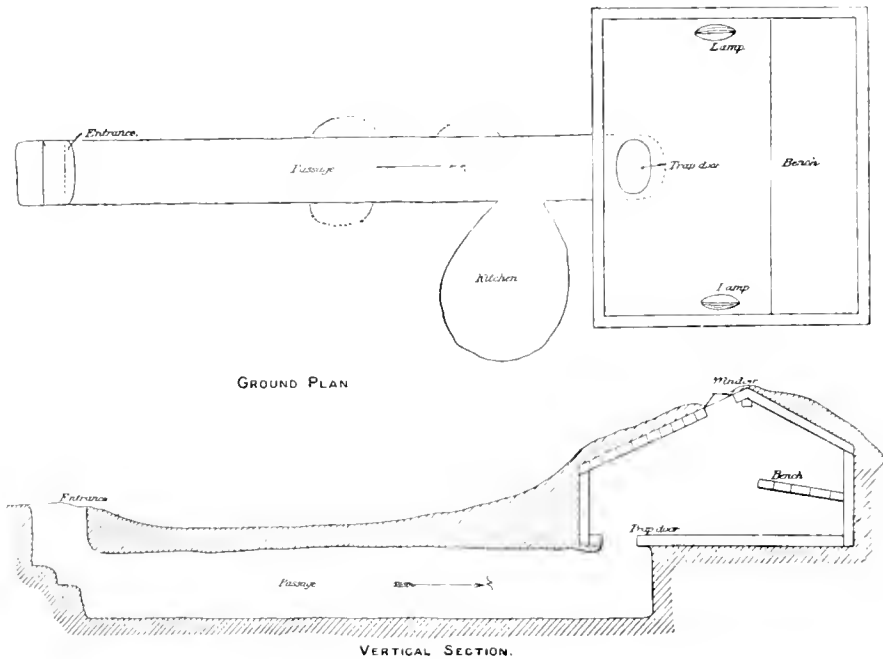 Lamp
Entrance.
Passage
Trap door
Bench
Kitchen
Lamp
GROUND PLAN
Window
Entrance
Bench
Trap door
Passage
VERTICAL SECTION.